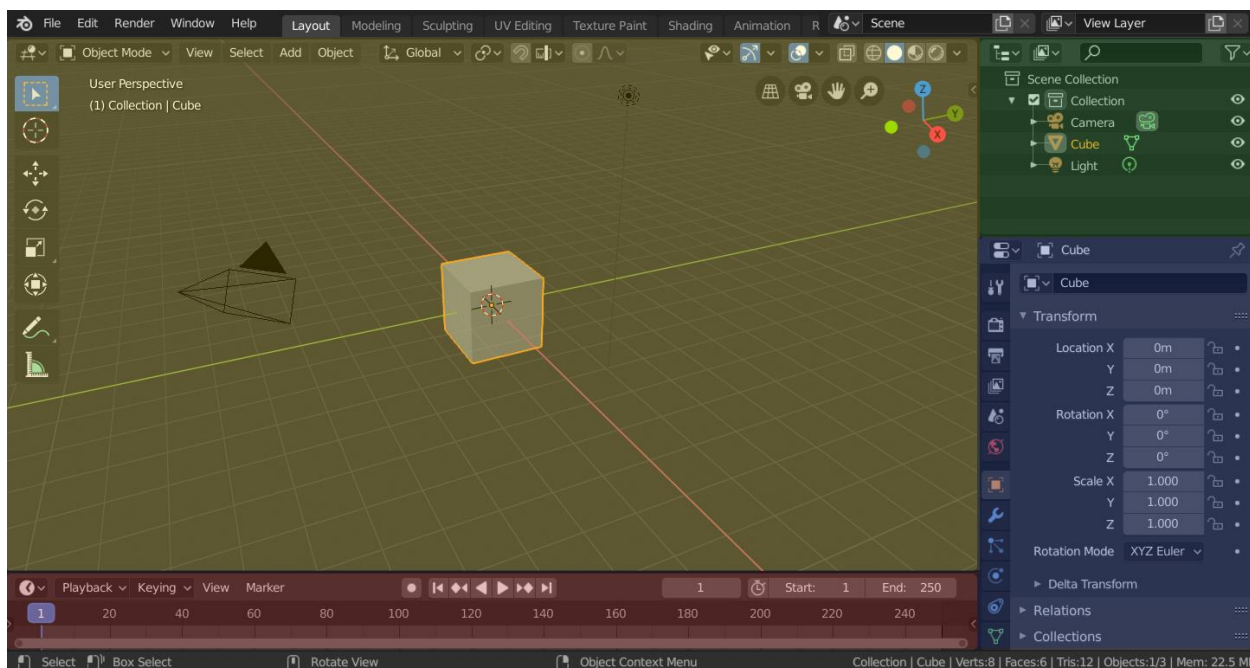 File Edit Render Window Help Layout Modeling Sculpting UV Editing Texture Paint Shading Animation R Scene View Layer
Object Mode View Select Add Object Global
User Perspective
(1) Collection | Cube
Z
Y
X
Scene Collection
Collection
Camera
Cube
Light
Cube
Cube
Transform
Location X 0m
Y 0m
Z 0m
Rotation X 0°
Y 0°
Z 0°
Scale X 1.000
Y 1.000
Z 1.000
Rotation Mode XYZ Euler
Delta Transform
Relations
Collections
Playback Keying View Marker 1 Start: 1 End: 250
1 20 40 60 80 100 120 140 160 180 200 220 240
Select Box Select Rotate View Object Context Menu Collection | Cube | Verts:8 | Faces:6 | Tris:12 | Objects:1/3 | Mem: 22.5 M